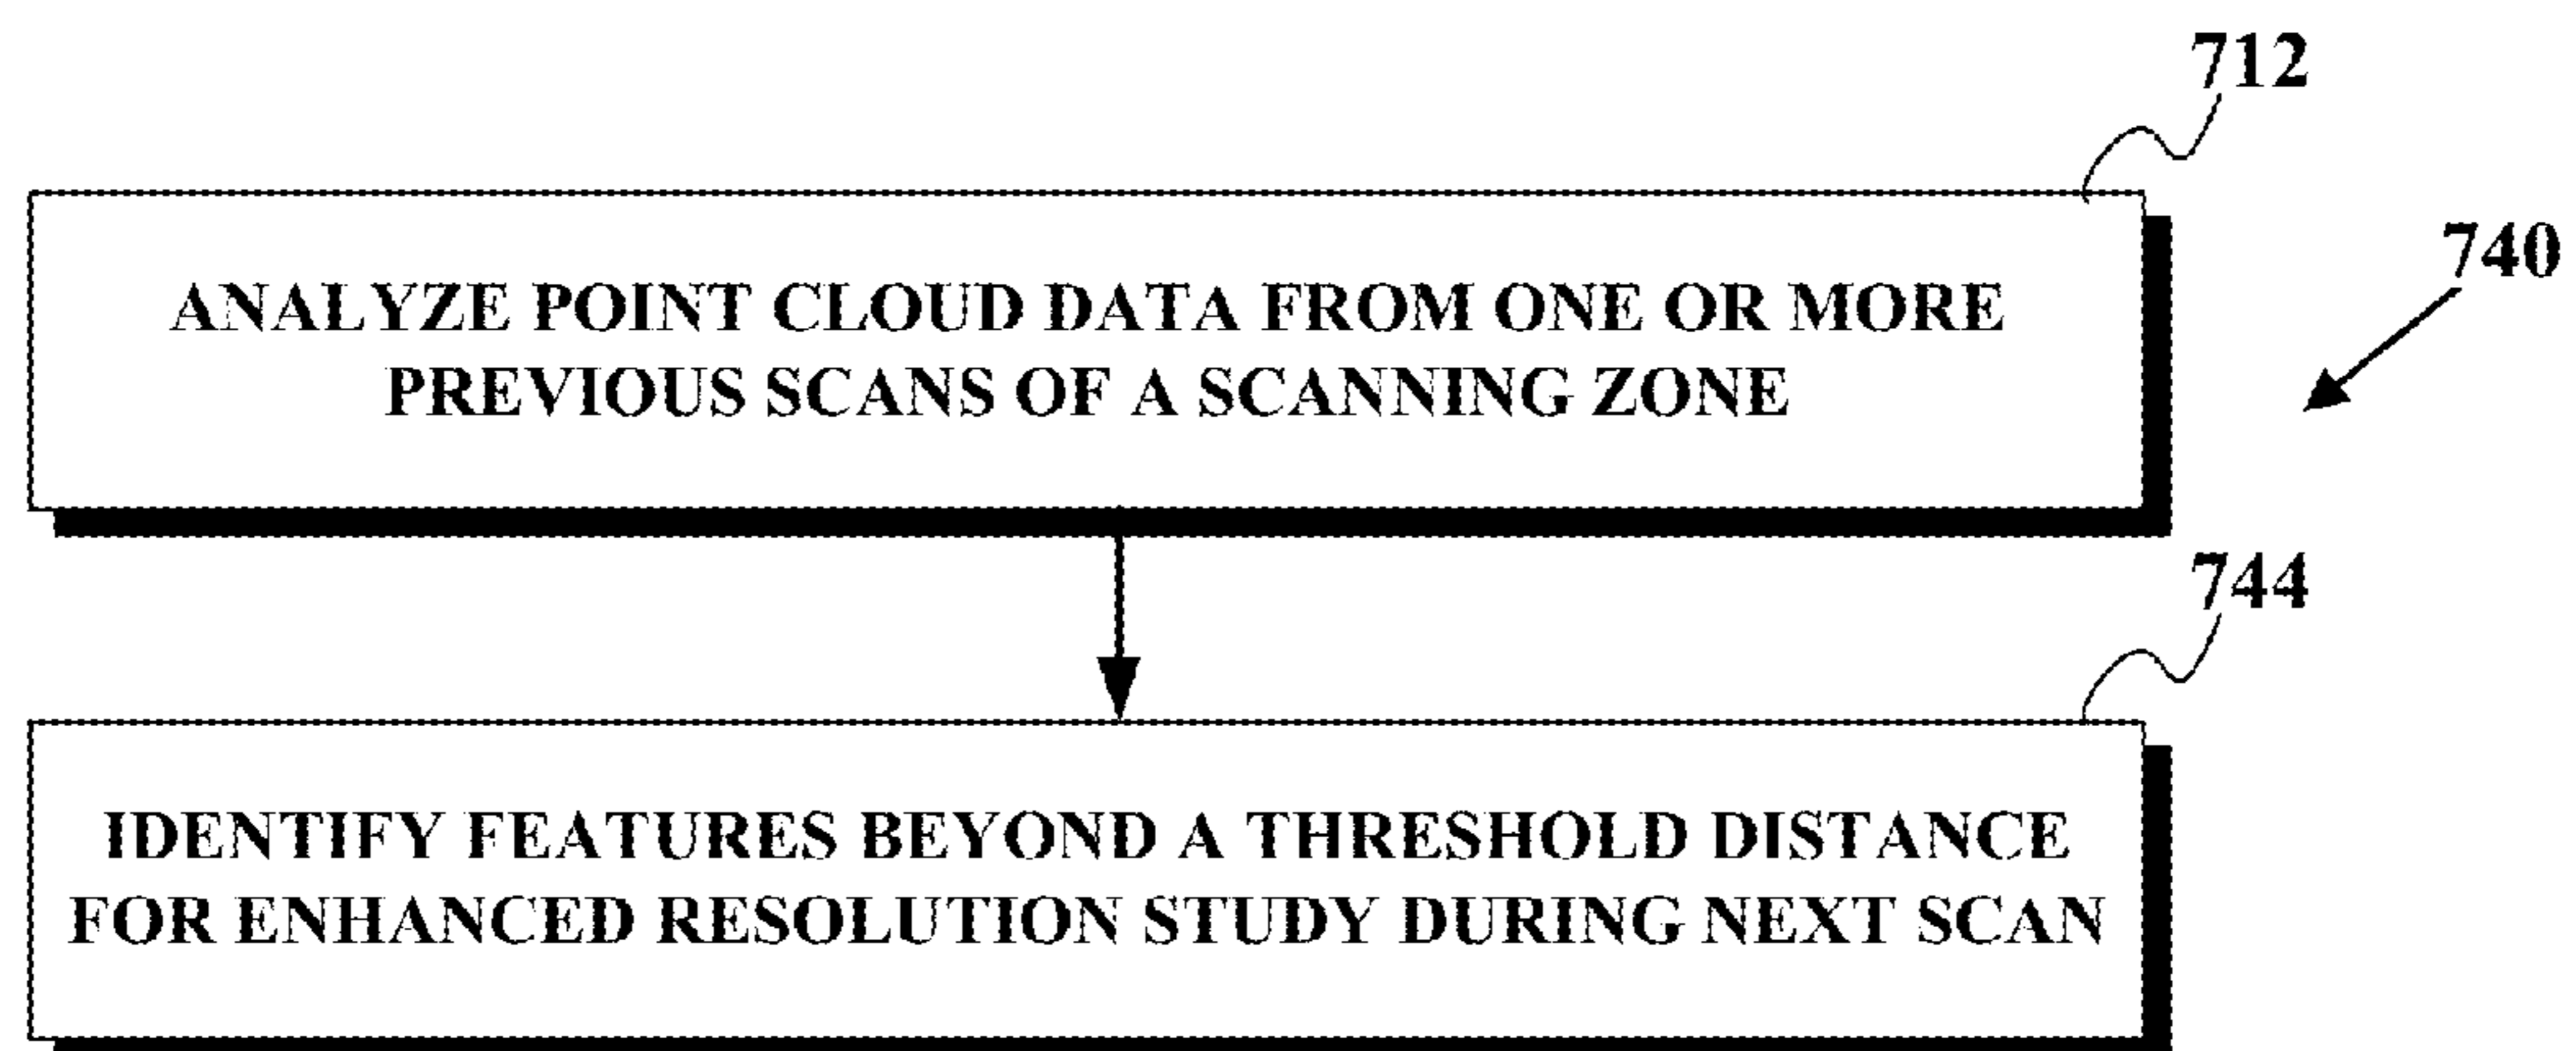 712
740
ANALYZE POINT CLOUD DATA FROM ONE OR MORE
PREVIOUS SCANS OF A SCANNING ZONE
744
IDENTIFY FEATURES BEYOND A THRESHOLD DISTANCE
FOR ENHANCED RESOLUTION STUDY DURING NEXT SCAN